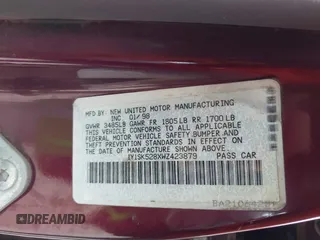 MFD BY: NEW UNITED MOTOR MANUFACTURING
INC 01/98
GVWR 3485LB GAWR FR 1805LB RR 1700LB
THIS VEHICLE CONFORMS TO ALL APPLICABLE
FEDERAL MOTOR VEHICLE SAFETY, BUMPER, AND
THEFT PREVENTION STANDARDS IN EFFECT ON
THE DATE OF MANUFACTURE SHOWN ABOVE.
1Y1SK528XWZ423879 PASS CAR
DREAMBID